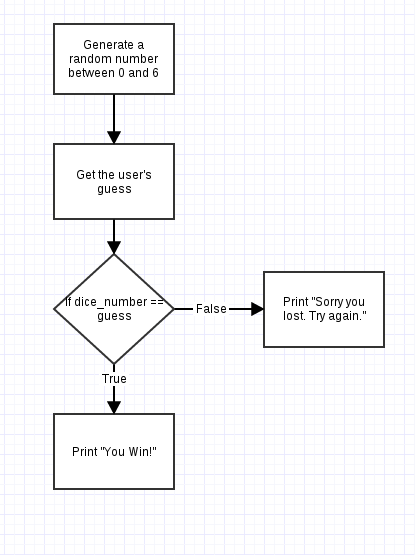 Generate a
random number
between 0 and 6
Get the user's
guess
If dice_number ==
guess
False
Print "Sorry you
lost. Try again."
True
Print "You Win!"